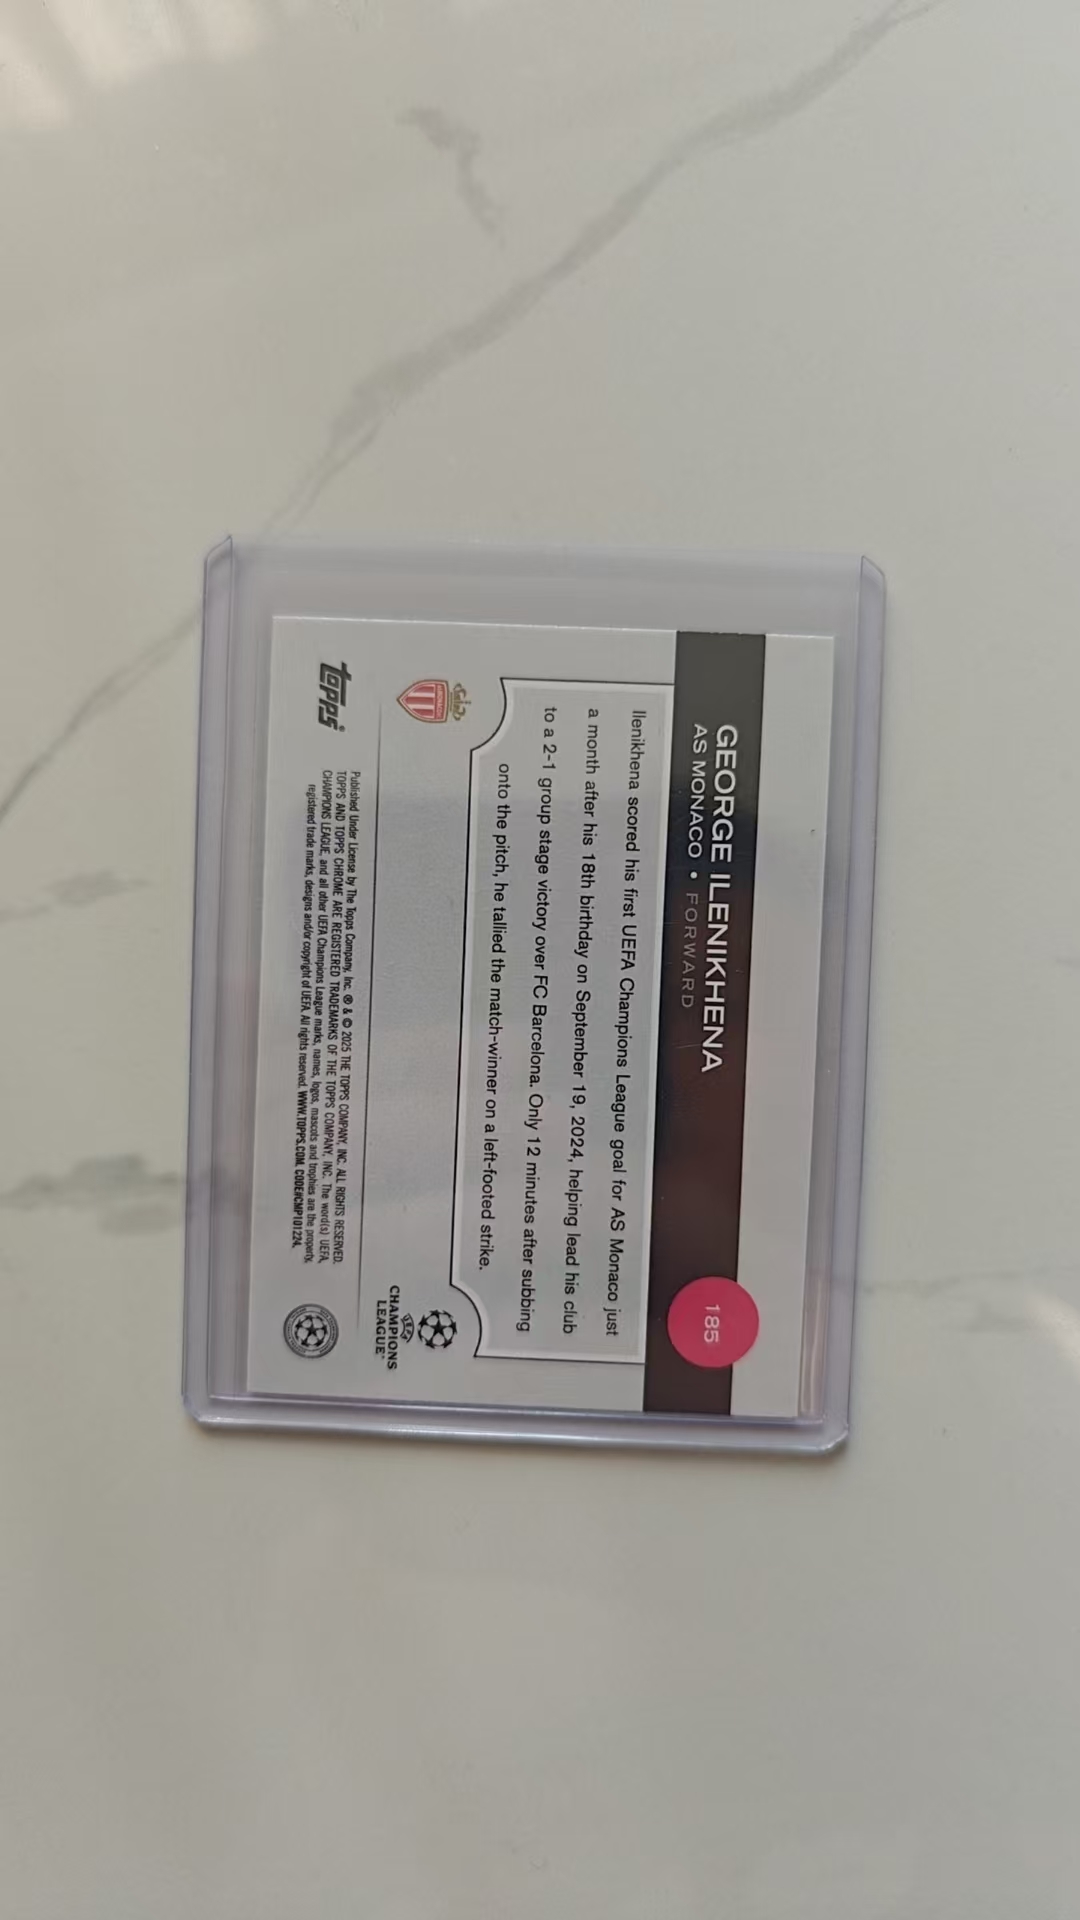 GEORGE ILENIKHENA
AS MONACO • FORWARD
185
Ilenikhena scored his first UEFA Champions League goal for AS Monaco just
a month after his 18th birthday on September 19, 2024, helping lead his club
to a 2-1 group stage victory over FC Barcelona. Only 12 minutes after subbing
onto the pitch, he tallied the match-winner on a left-footed strike.
MONACO
UEFA
CHAMPIONS
LEAGUE
topps®
Published Under License by The Topps Company, Inc. ® & © 2025 THE TOPPS COMPANY, INC. ALL RIGHTS RESERVED.
TOPPS AND TOPPS CHROME ARE REGISTERED TRADEMARKS OF THE TOPPS COMPANY, INC. The word(s) UEFA,
CHAMPIONS LEAGUE, and all other UEFA Champions League marks, names, logos, mascots and trophies are the property,
registered trade marks, designs and/or copyright of UEFA. All rights reserved. WWW.TOPPS.COM. CODE#CMP101224.